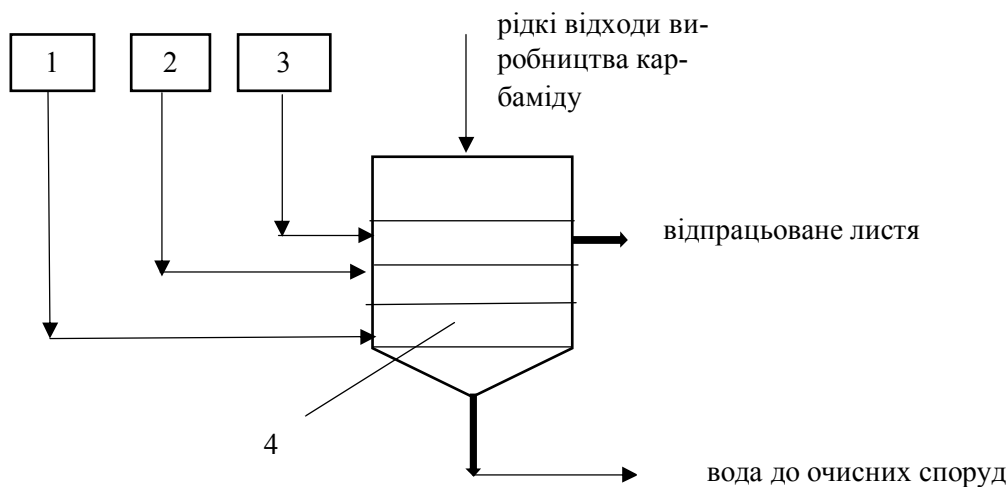 1
2
3
рідкі відходи ви-
робництва кар-
баміду
відпрацьоване листя
4
вода до очисних споруд